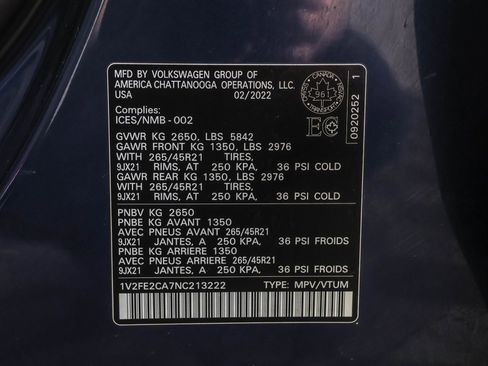 MFD BY VOLKSWAGEN GROUP OF
AMERICA CHATTANOOGA OPERATIONS, LLC.
USA 02/2022
Complies:
ICES/NMB - 002
GVWR KG 2650, LBS 5842
GAWR FRONT KG 1350, LBS 2976
WITH 265/45R21 TIRES,
9JX21 RIMS, AT 250 KPA, 36 PSI COLD
GAWR REAR KG 1350, LBS 2976
WITH 265/45R21 TIRES,
9JX21 RIMS, AT 250 KPA, 36 PSI COLD
PNBV KG 2650
PNBE KG AVANT 1350
AVEC PNEUS AVANT 265/45R21
9JX21 JANTES, A 250 KPA, 36 PSI FROIDS
PNBE KG ARRIERE 1350
AVEC PNEUS ARRIERE 265/45R21
9JX21 JANTES, A 250 KPA, 36 PSI FROIDS
1V2FE2CA7NC213222 TYPE: MPV/VTUM
CANADA
961
EC
0920252 1